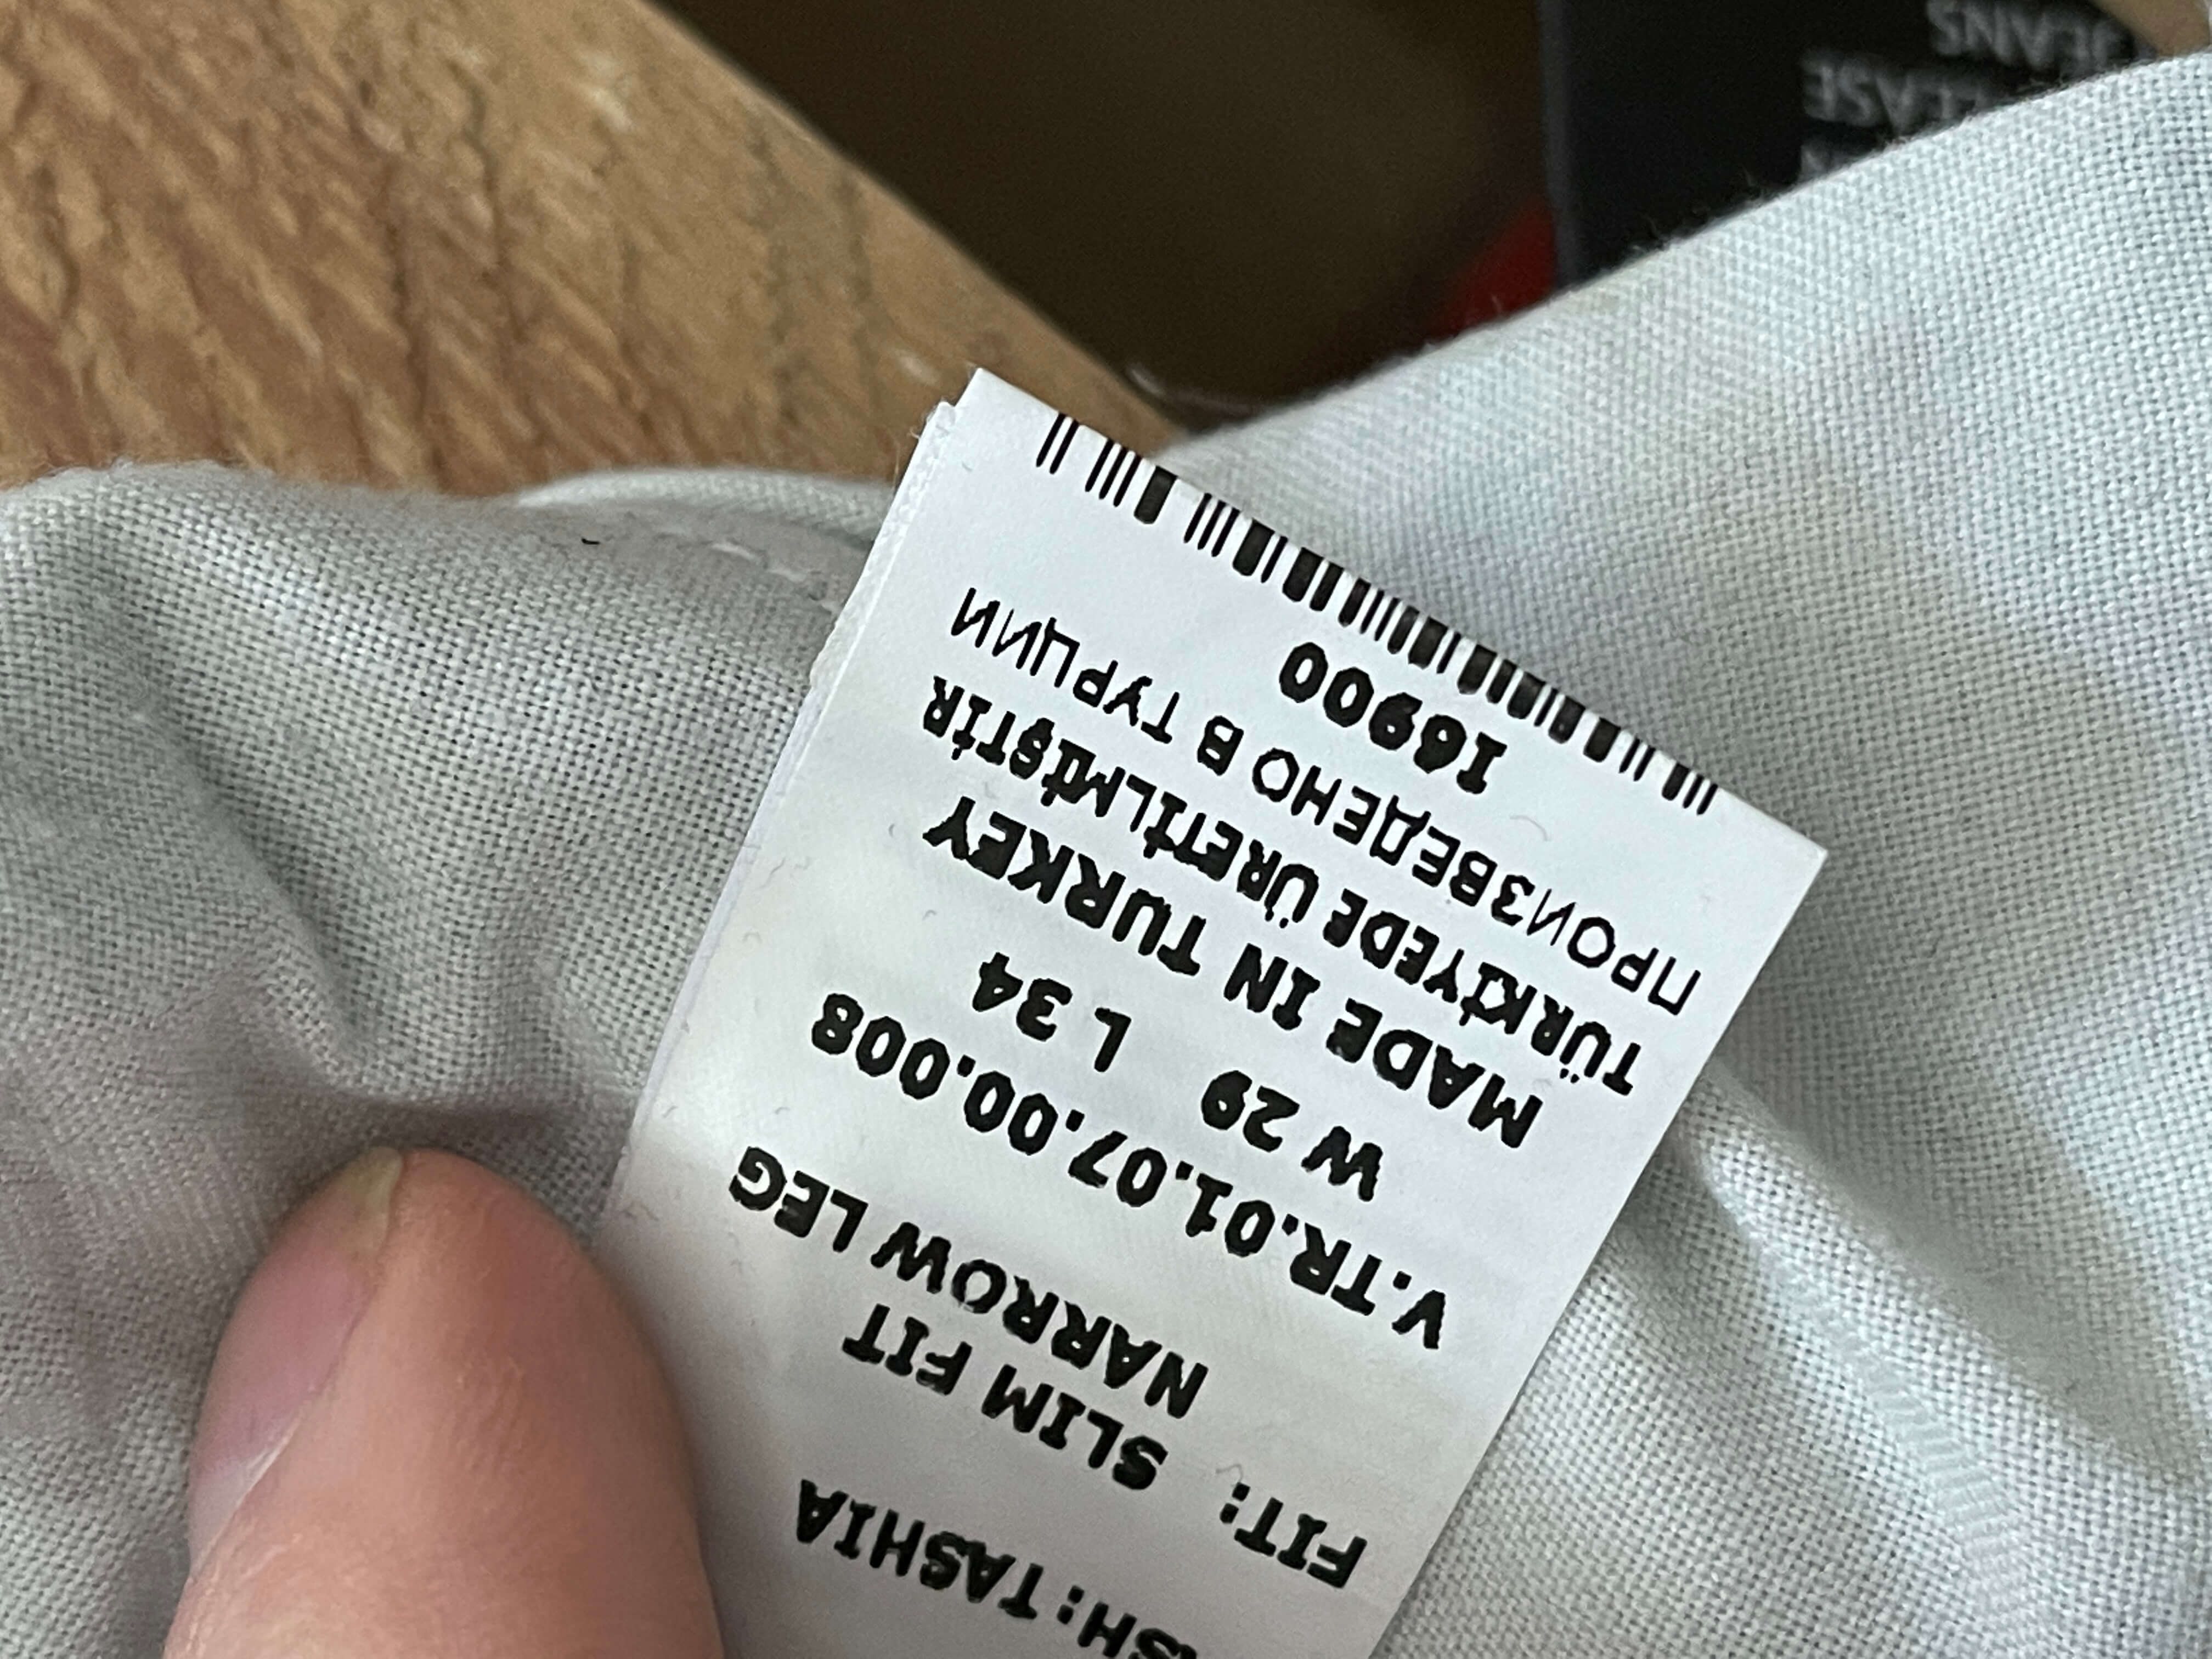 SH:TASHIA
FIT: SLIM FIT
NARROW LEG
V.TR.01.07.00.008
W 29 L 34
MADE IN TURKEY
TÜRKİYEDE ÜRETİLMİŞTİR
ПРОИЗВЕДЕНО В ТУРЦИИ
16900
JEANS